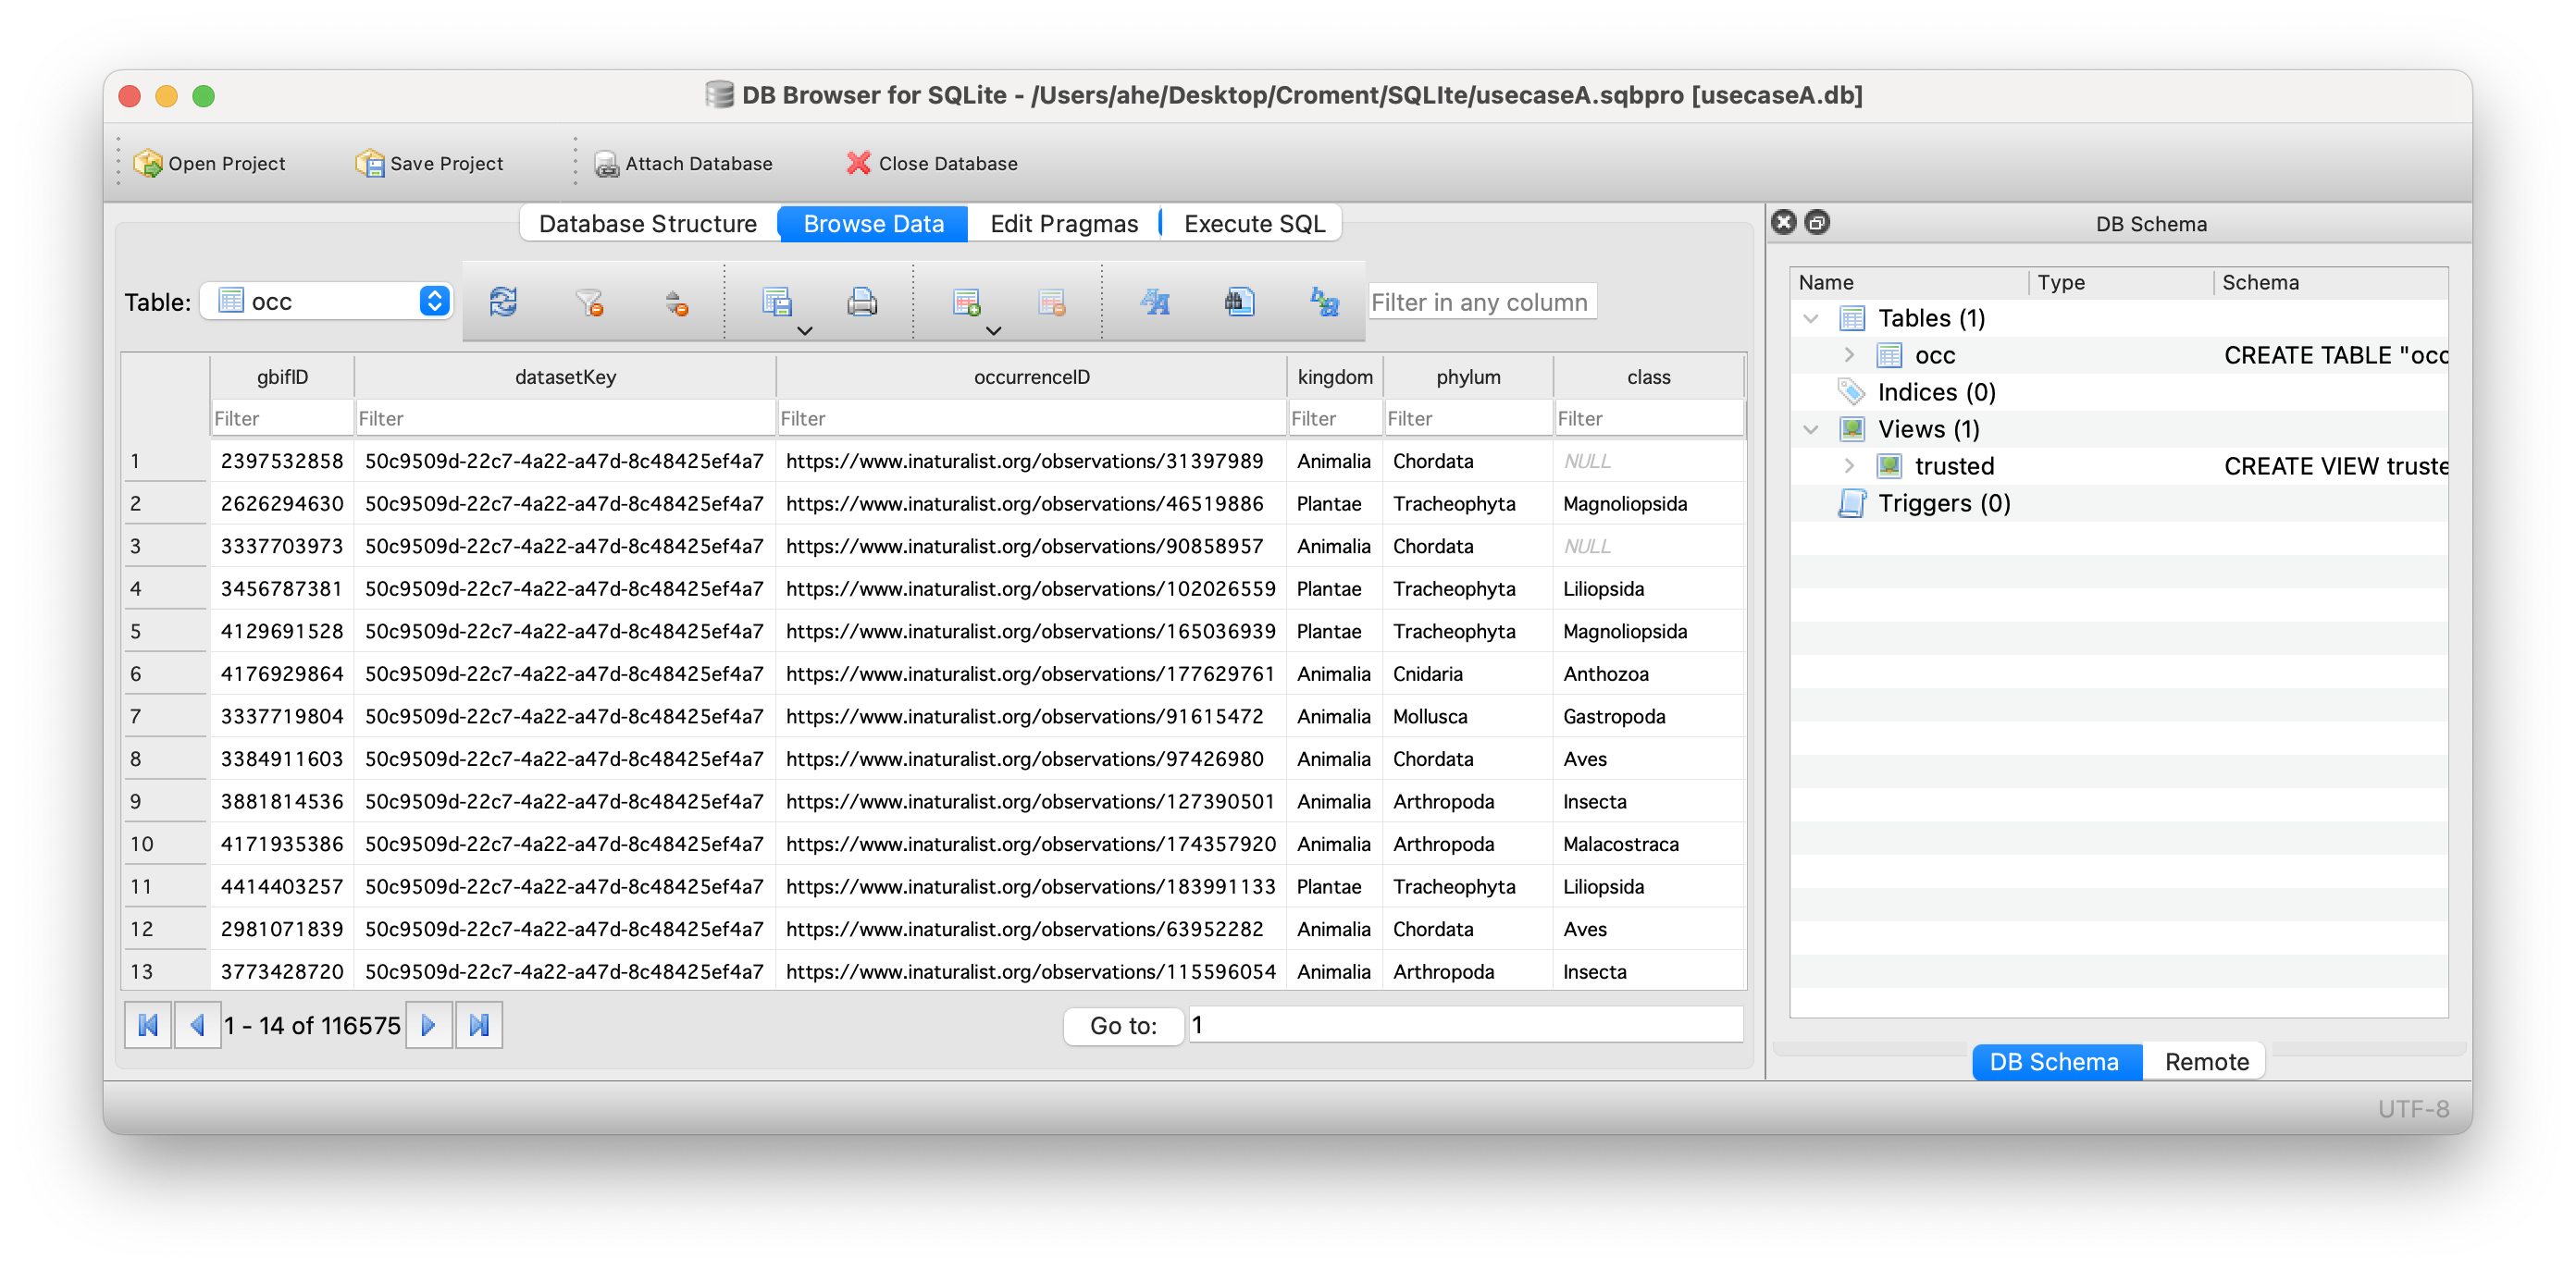 DB Browser for SQLite - /Users/ahe/Desktop/Croment/SQLIte/usecaseA.sqbpro [usecaseA.db]
Open Project Save Project Attach Database Close Database
Database Structure Browse Data Edit Pragmas Execute SQL
Table: occ Filter in any column
gbifID datasetKey occurrenceID kingdom phylum class
Filter Filter Filter Filter Filter Filter
1 2397532858 50c9509d-22c7-4a22-a47d-8c48425ef4a7 https://www.inaturalist.org/observations/31397989 Animalia Chordata NULL
2 2626294630 50c9509d-22c7-4a22-a47d-8c48425ef4a7 https://www.inaturalist.org/observations/46519886 Plantae Tracheophyta Magnoliopsida
3 3337703973 50c9509d-22c7-4a22-a47d-8c48425ef4a7 https://www.inaturalist.org/observations/90858957 Animalia Chordata NULL
4 3456787381 50c9509d-22c7-4a22-a47d-8c48425ef4a7 https://www.inaturalist.org/observations/102026559 Plantae Tracheophyta Liliopsida
5 4129691528 50c9509d-22c7-4a22-a47d-8c48425ef4a7 https://www.inaturalist.org/observations/165036939 Plantae Tracheophyta Magnoliopsida
6 4176929864 50c9509d-22c7-4a22-a47d-8c48425ef4a7 https://www.inaturalist.org/observations/177629761 Animalia Cnidaria Anthozoa
7 3337719804 50c9509d-22c7-4a22-a47d-8c48425ef4a7 https://www.inaturalist.org/observations/91615472 Animalia Mollusca Gastropoda
8 3384911603 50c9509d-22c7-4a22-a47d-8c48425ef4a7 https://www.inaturalist.org/observations/97426980 Animalia Chordata Aves
9 3881814536 50c9509d-22c7-4a22-a47d-8c48425ef4a7 https://www.inaturalist.org/observations/127390501 Animalia Arthropoda Insecta
10 4171935386 50c9509d-22c7-4a22-a47d-8c48425ef4a7 https://www.inaturalist.org/observations/174357920 Animalia Arthropoda Malacostraca
11 4414403257 50c9509d-22c7-4a22-a47d-8c48425ef4a7 https://www.inaturalist.org/observations/183991133 Plantae Tracheophyta Liliopsida
12 2981071839 50c9509d-22c7-4a22-a47d-8c48425ef4a7 https://www.inaturalist.org/observations/63952282 Animalia Chordata Aves
13 3773428720 50c9509d-22c7-4a22-a47d-8c48425ef4a7 https://www.inaturalist.org/observations/115596054 Animalia Arthropoda Insecta
1 - 14 of 116575 Go to: 1
DB Schema
Name Type Schema
Tables (1)
occ CREATE TABLE "occ
Indices (0)
Views (1)
trusted CREATE VIEW truste
Triggers (0)
DB Schema Remote
UTF-8